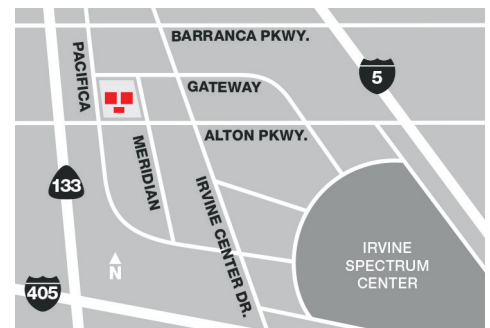 BARRANCA PKWY.
PACIFICA
5
GATEWAY
ALTON PKWY.
MERIDIAN
133
IRVINE CENTER DR.
IRVINE
SPECTRUM
CENTER
N
405